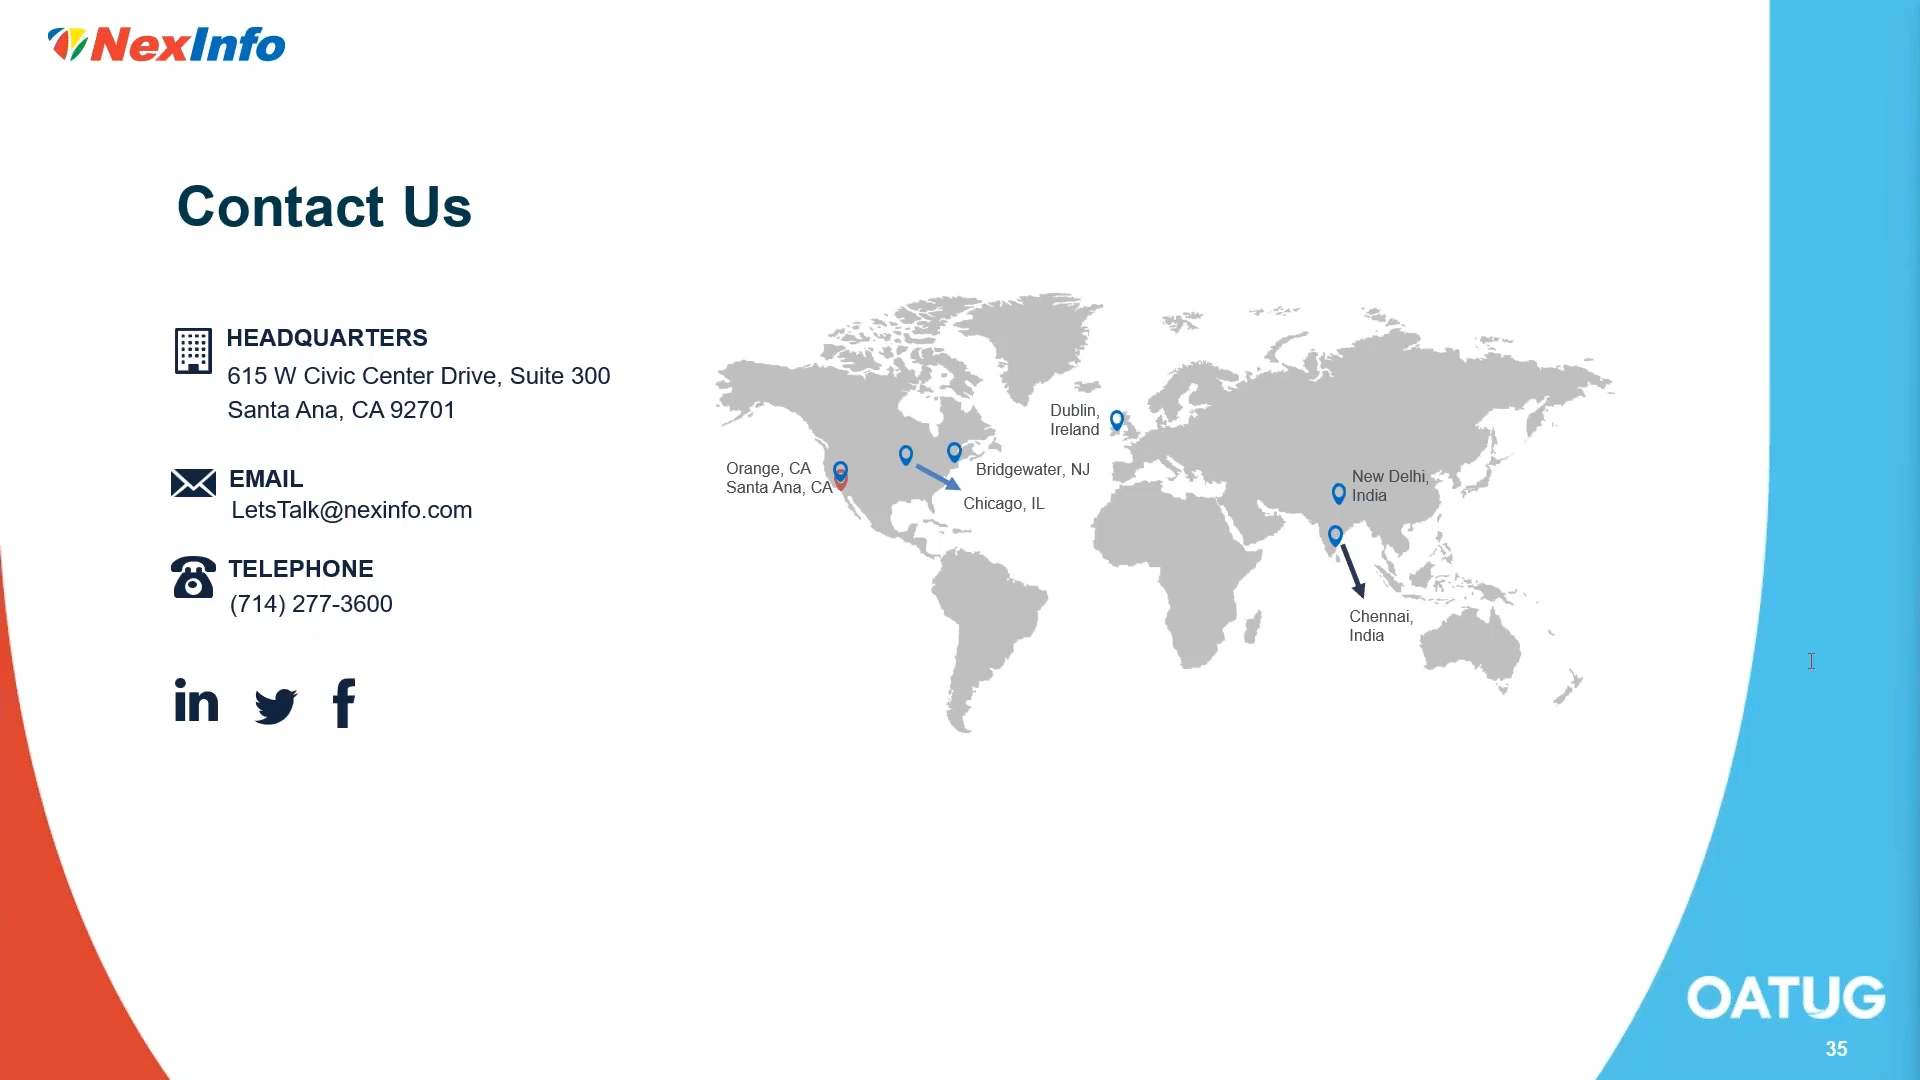 NexInfo
Contact Us
HEADQUARTERS
615 W Civic Center Drive, Suite 300
Santa Ana, CA 92701
EMAIL
LetsTalk@nexinfo.com
TELEPHONE
(714) 277-3600
in
f
Orange, CA
Santa Ana, CA
Bridgewater, NJ
Chicago, IL
Dublin,
Ireland
New Delhi,
India
Chennai,
India
OATUG
35